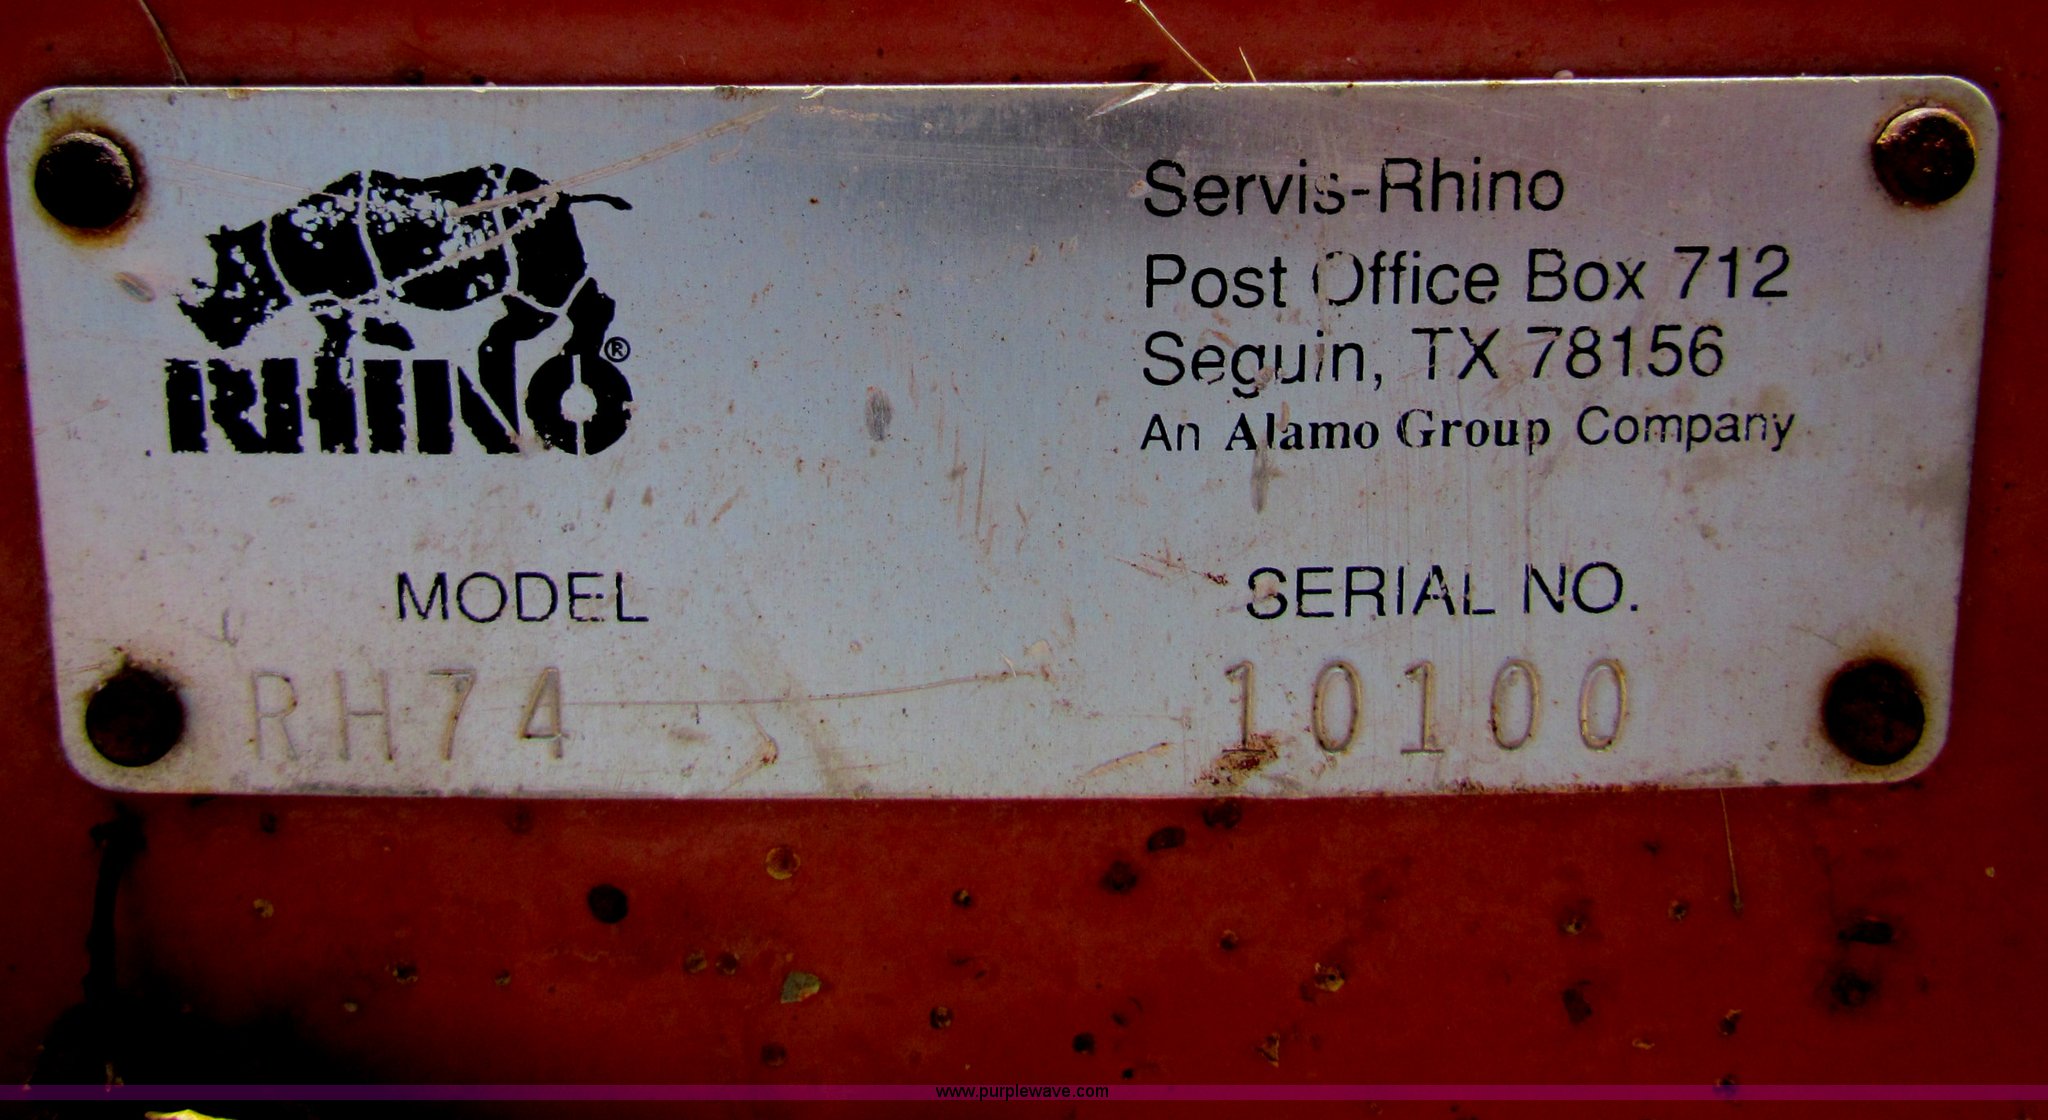 RHINO®
Servis-Rhino
Post Office Box 712
Seguin, TX 78156
An Alamo Group Company
MODEL
RH74
SERIAL NO.
10100
www.purplewave.com